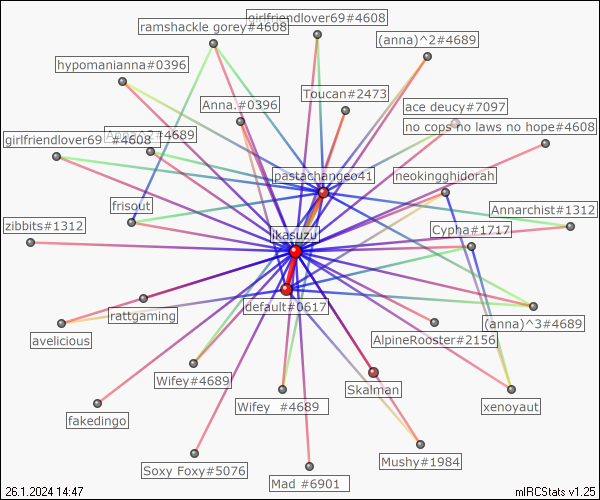 girlfriendlover69#4608
ramshackle gorey#4608
(anna)^2#4689
hypomanianna#0396
Toucan#2473
Anna.#0396
ace deucy#7097
no cops no laws no hope#4608
Anna^2#4689
girlfriendlover69 #4608
pastachangeo41
neokingghidorah
frisout
Annarchist#1312
zibbits#1312
ikasuzu
Cypha#1717
default#0617
rattgaming
(anna)^3#4689
avelicious
AlpineRooster#2156
Wifey#4689
Skalman
fakedingo
Wifey #4689
xenoyaut
Soxy Foxy#5076
Mushy#1984
Mad #6901
26.1.2024 14:47
mIRCStats v1.25